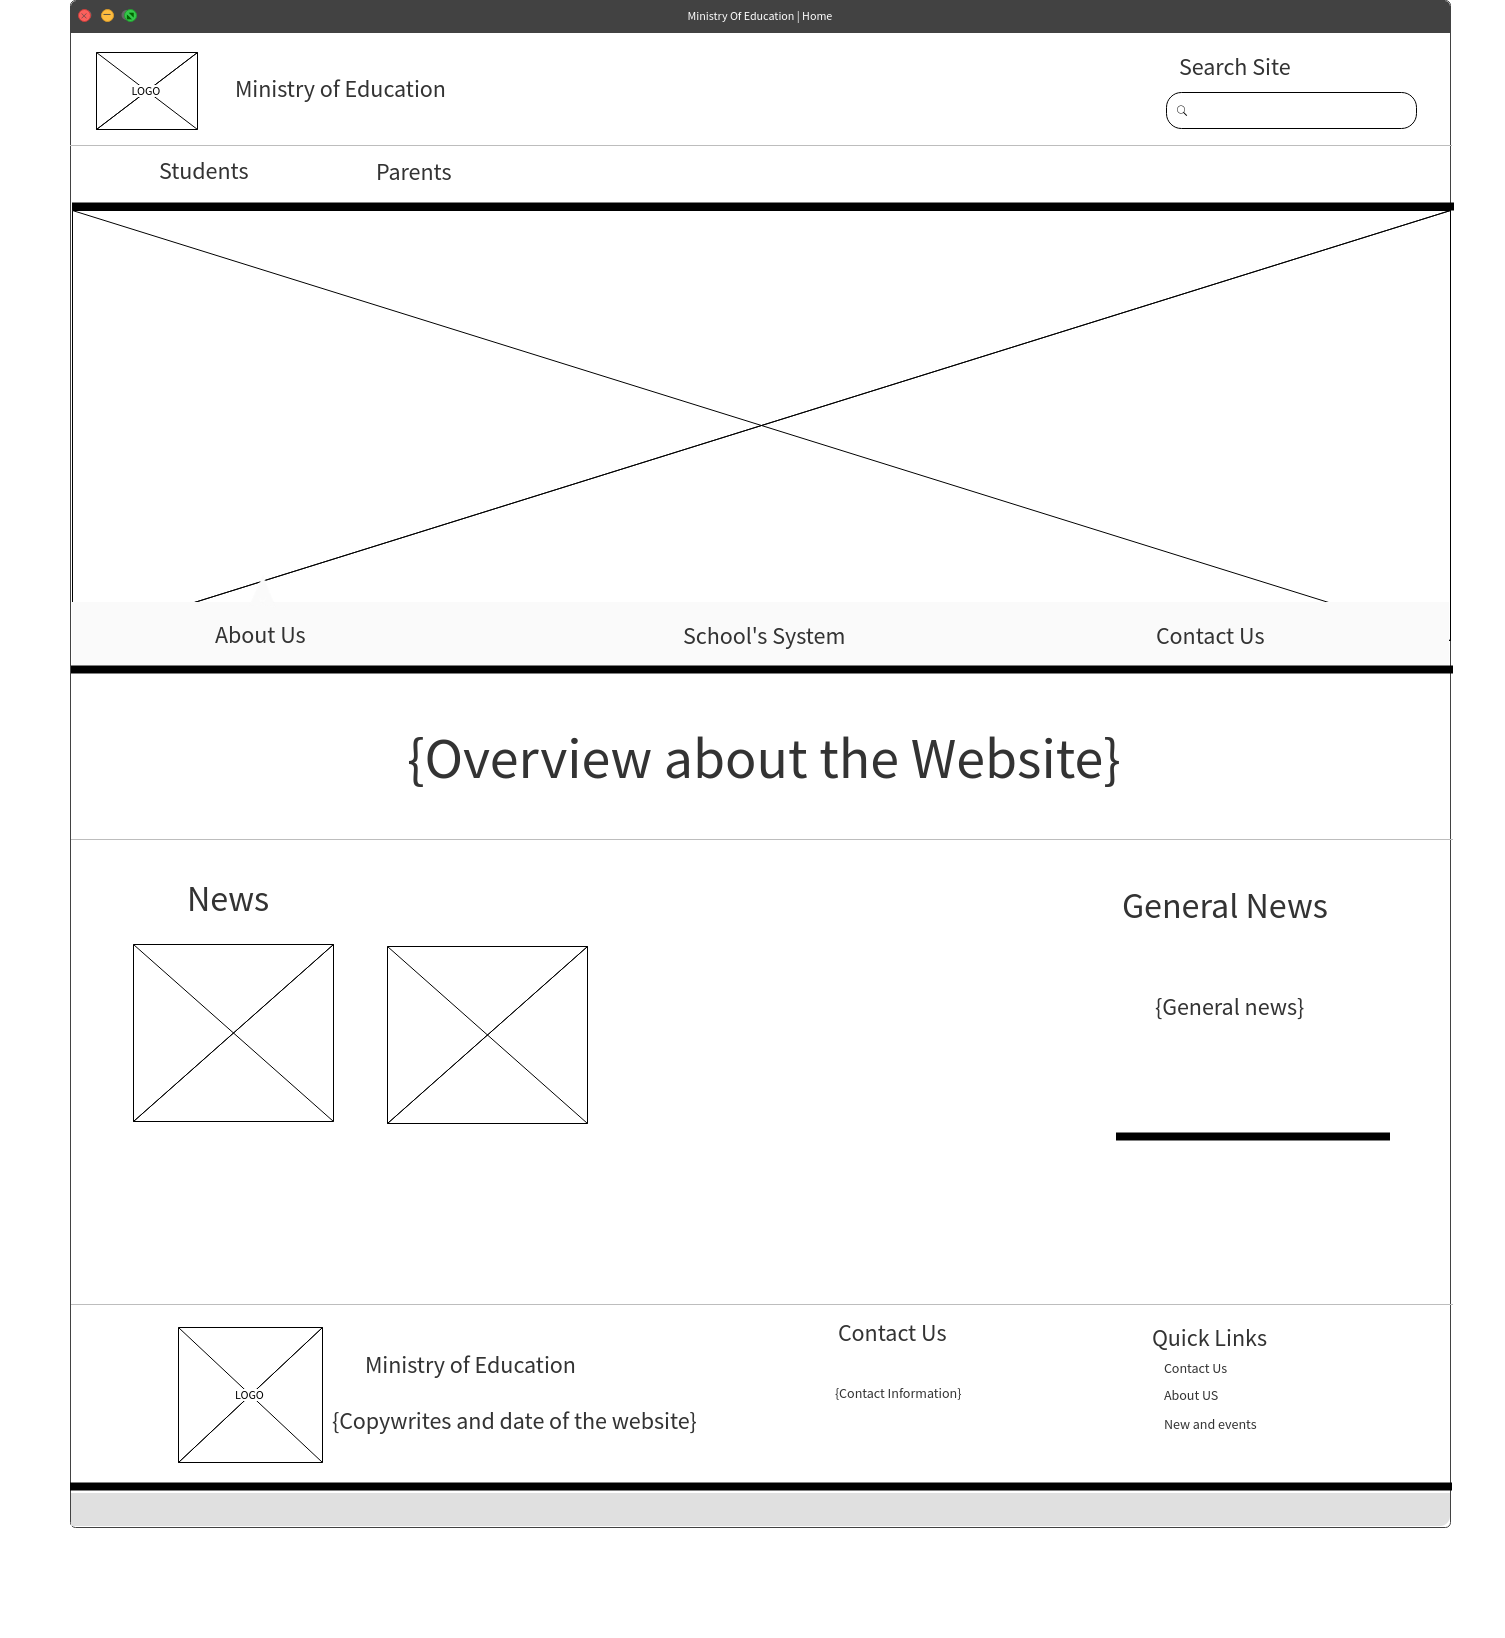 Ministry Of Education | Home
LOGO
Ministry of Education
Search Site
Students
Parents
About Us
School's System
Contact Us
{Overview about the Website}
News
General News
{General news}
LOGO
Ministry of Education
{Copywrites and date of the website}
Contact Us
{Contact Information}
Quick Links
Contact Us
About US
New and events